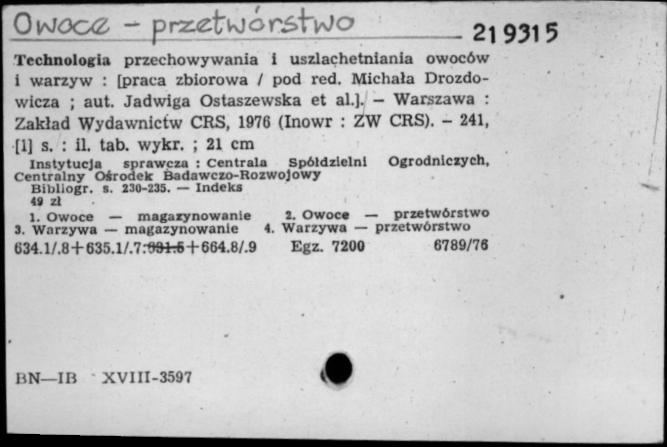 Owoce - przetwórstwo
219315
Technologia przechowywania i uszlachetniania owoców
i warzyw : [praca zbiorowa / pod red. Michała Drozdo-
wicza ; aut. Jadwiga Ostaszewska et al.]. - Warszawa :
Zakład Wydawnictw CRS, 1976 (Inowr : ZW CRS). - 241,
[1] s. : il. tab. wykr. ; 21 cm
Instytucja sprawcza : Centrala Spółdzielni Ogrodniczych,
Centralny Ośrodek Badawczo-Rozwojowy
Bibliogr. s. 230-235. — Indeks
49 zł
1. Owoce — magazynowanie 2. Owoce — przetwórstwo
3. Warzywa — magazynowanie 4. Warzywa — przetwórstwo
634.1/.8+635.1/.7:631.5+664.8/.9 Egz. 7200 6789/76
BN—IB XVIII-3597